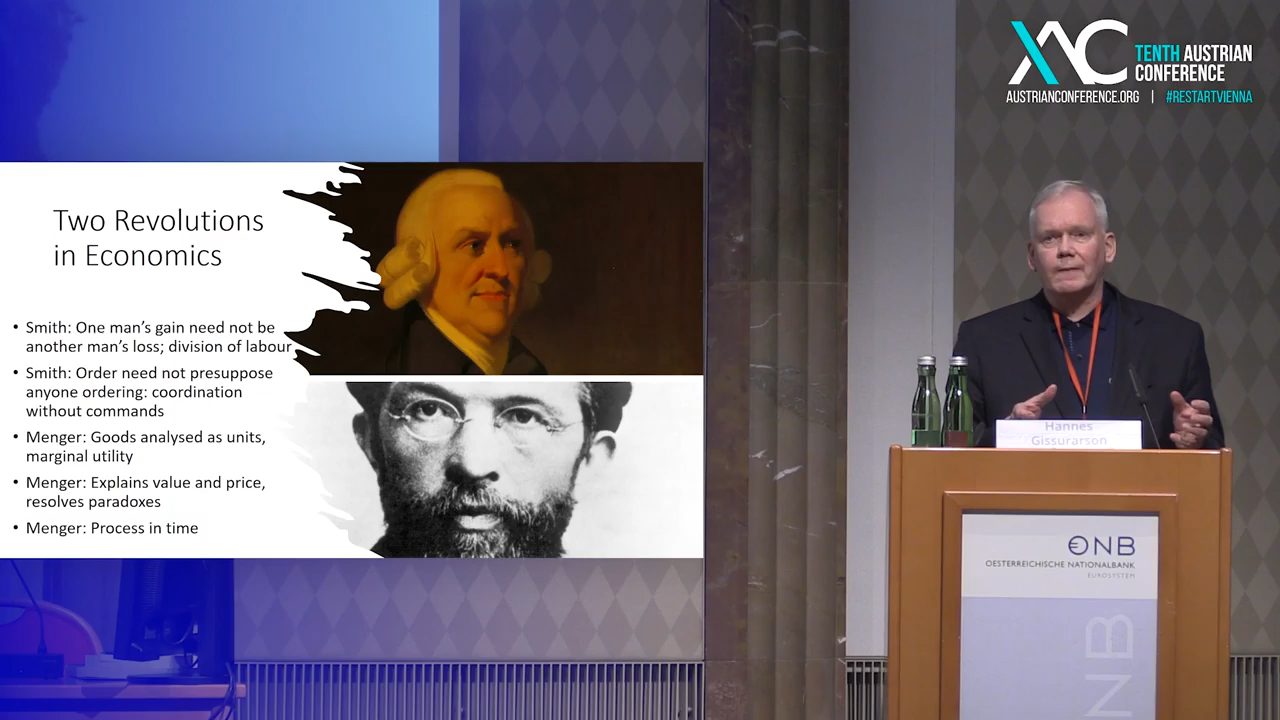 Two Revolutions
in Economics
• Smith: One man's gain need not be
another man's loss; division of labour
• Smith: Order need not presuppose
anyone ordering: coordination
without commands
• Menger: Goods analysed as units,
marginal utility
• Menger: Explains value and price,
resolves paradoxes
• Menger: Process in time
XAC
TENTH AUSTRIAN
CONFERENCE
AUSTRIANCONFERENCE.ORG | #RESTARTVIENNA
Hannes
Gissurarson
€NB
OESTERREICHISCHE NATIONALBANK
EUROSYSTEM
NB